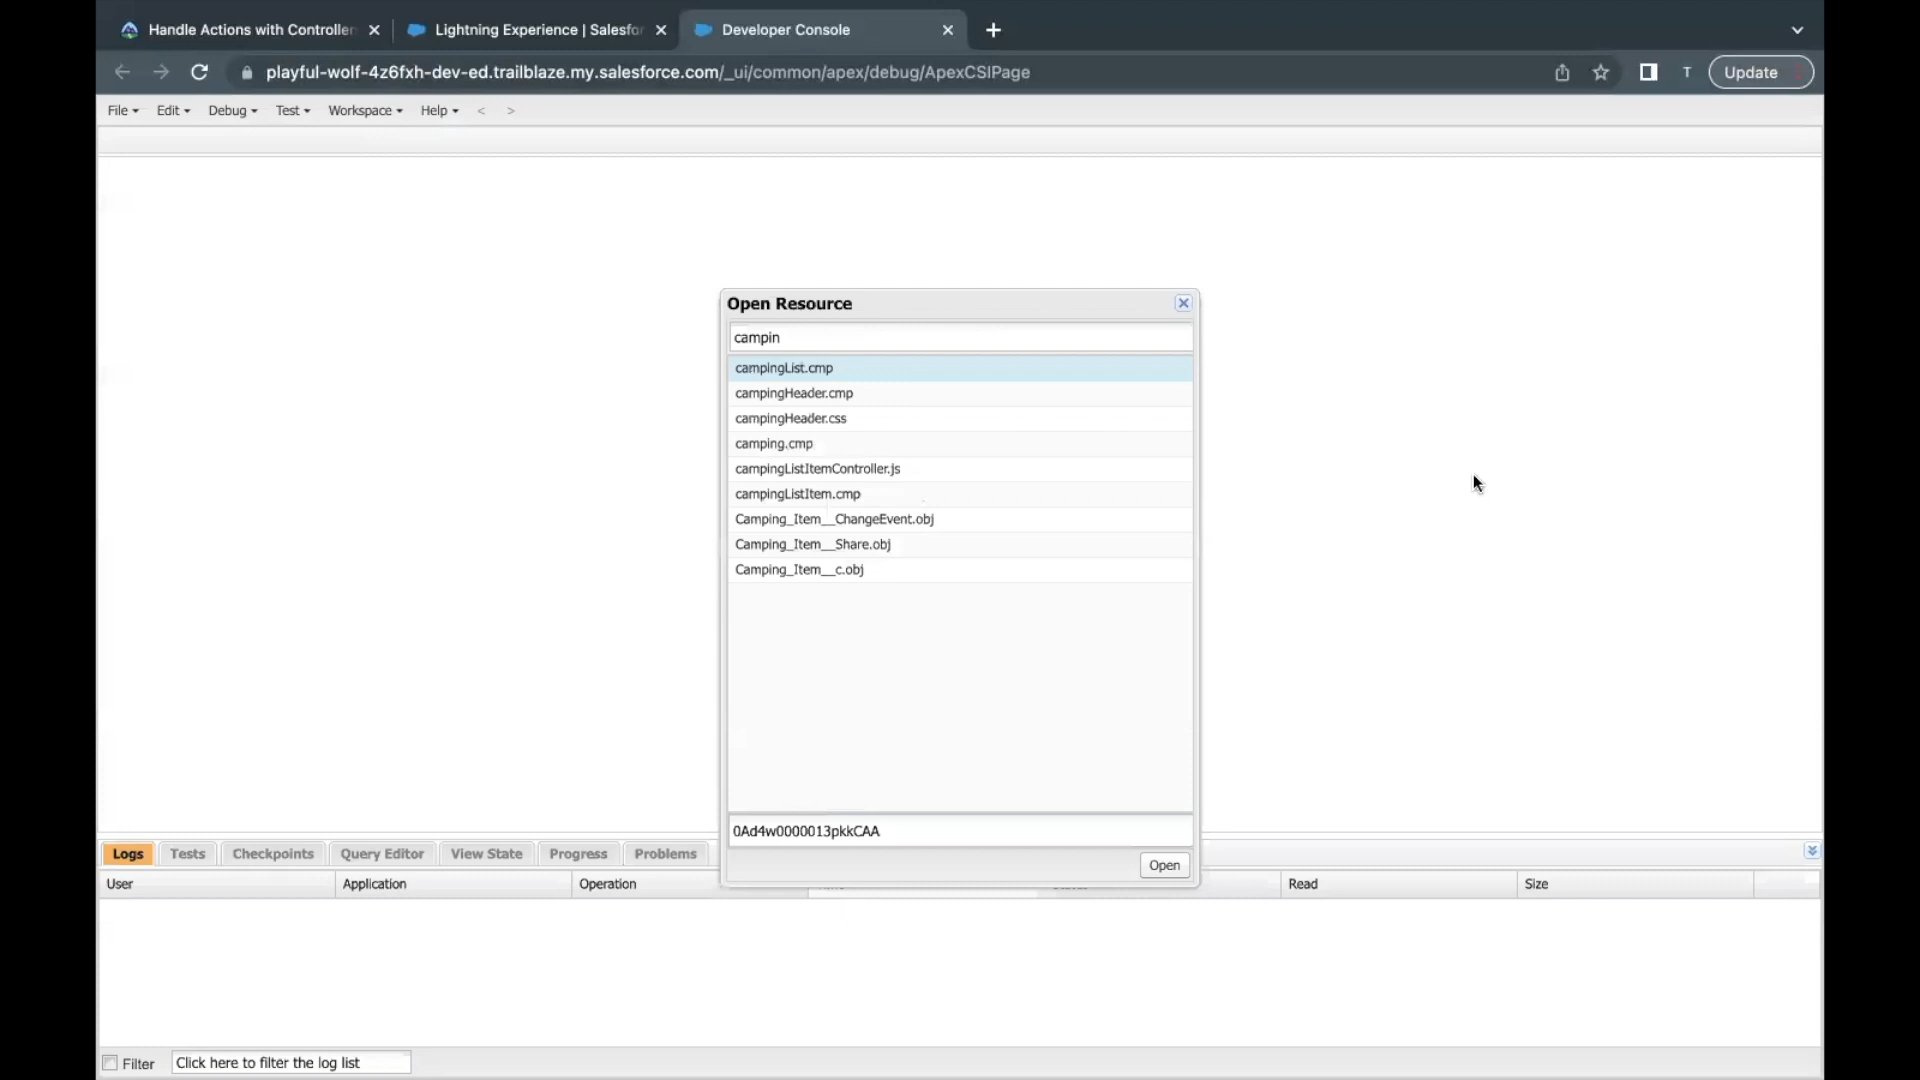 Handle Actions with Controller
Lightning Experience | Salesfor
Developer Console
playful-wolf-4z6fxh-dev-ed.trailblaze.my.salesforce.com/_ui/common/apex/debug/ApexCSIPage
T
Update
File
Edit
Debug
Test
Workspace
Help
<
>
Open Resource
campin
campingList.cmp
campingHeader.cmp
campingHeader.css
camping.cmp
campingListItemController.js
campingListItem.cmp
Camping_Item__ChangeEvent.obj
Camping_Item__Share.obj
Camping_Item__c.obj
0Ad4w0000013pkkCAA
Open
Logs
Tests
Checkpoints
Query Editor
View State
Progress
Problems
User
Application
Operation
Read
Size
Filter
Click here to filter the log list